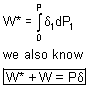 W* = ∫₀ᴾ δ₁dP₁
we also know
W* + W = Pδ